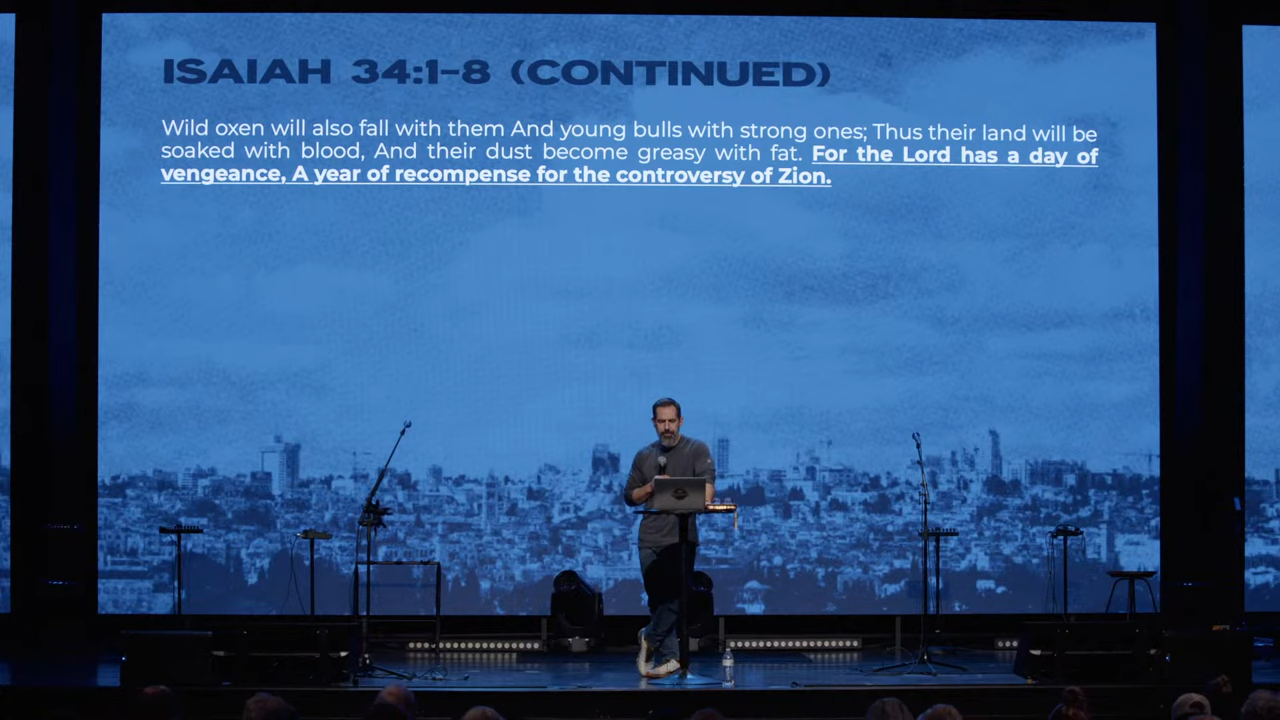 ISAIAH 34:1-8 (CONTINUED)
Wild oxen will also fall with them And young bulls with strong ones; Thus their land will be
soaked with blood, And their dust become greasy with fat. For the Lord has a day of
vengeance, A year of recompense for the controversy of Zion.